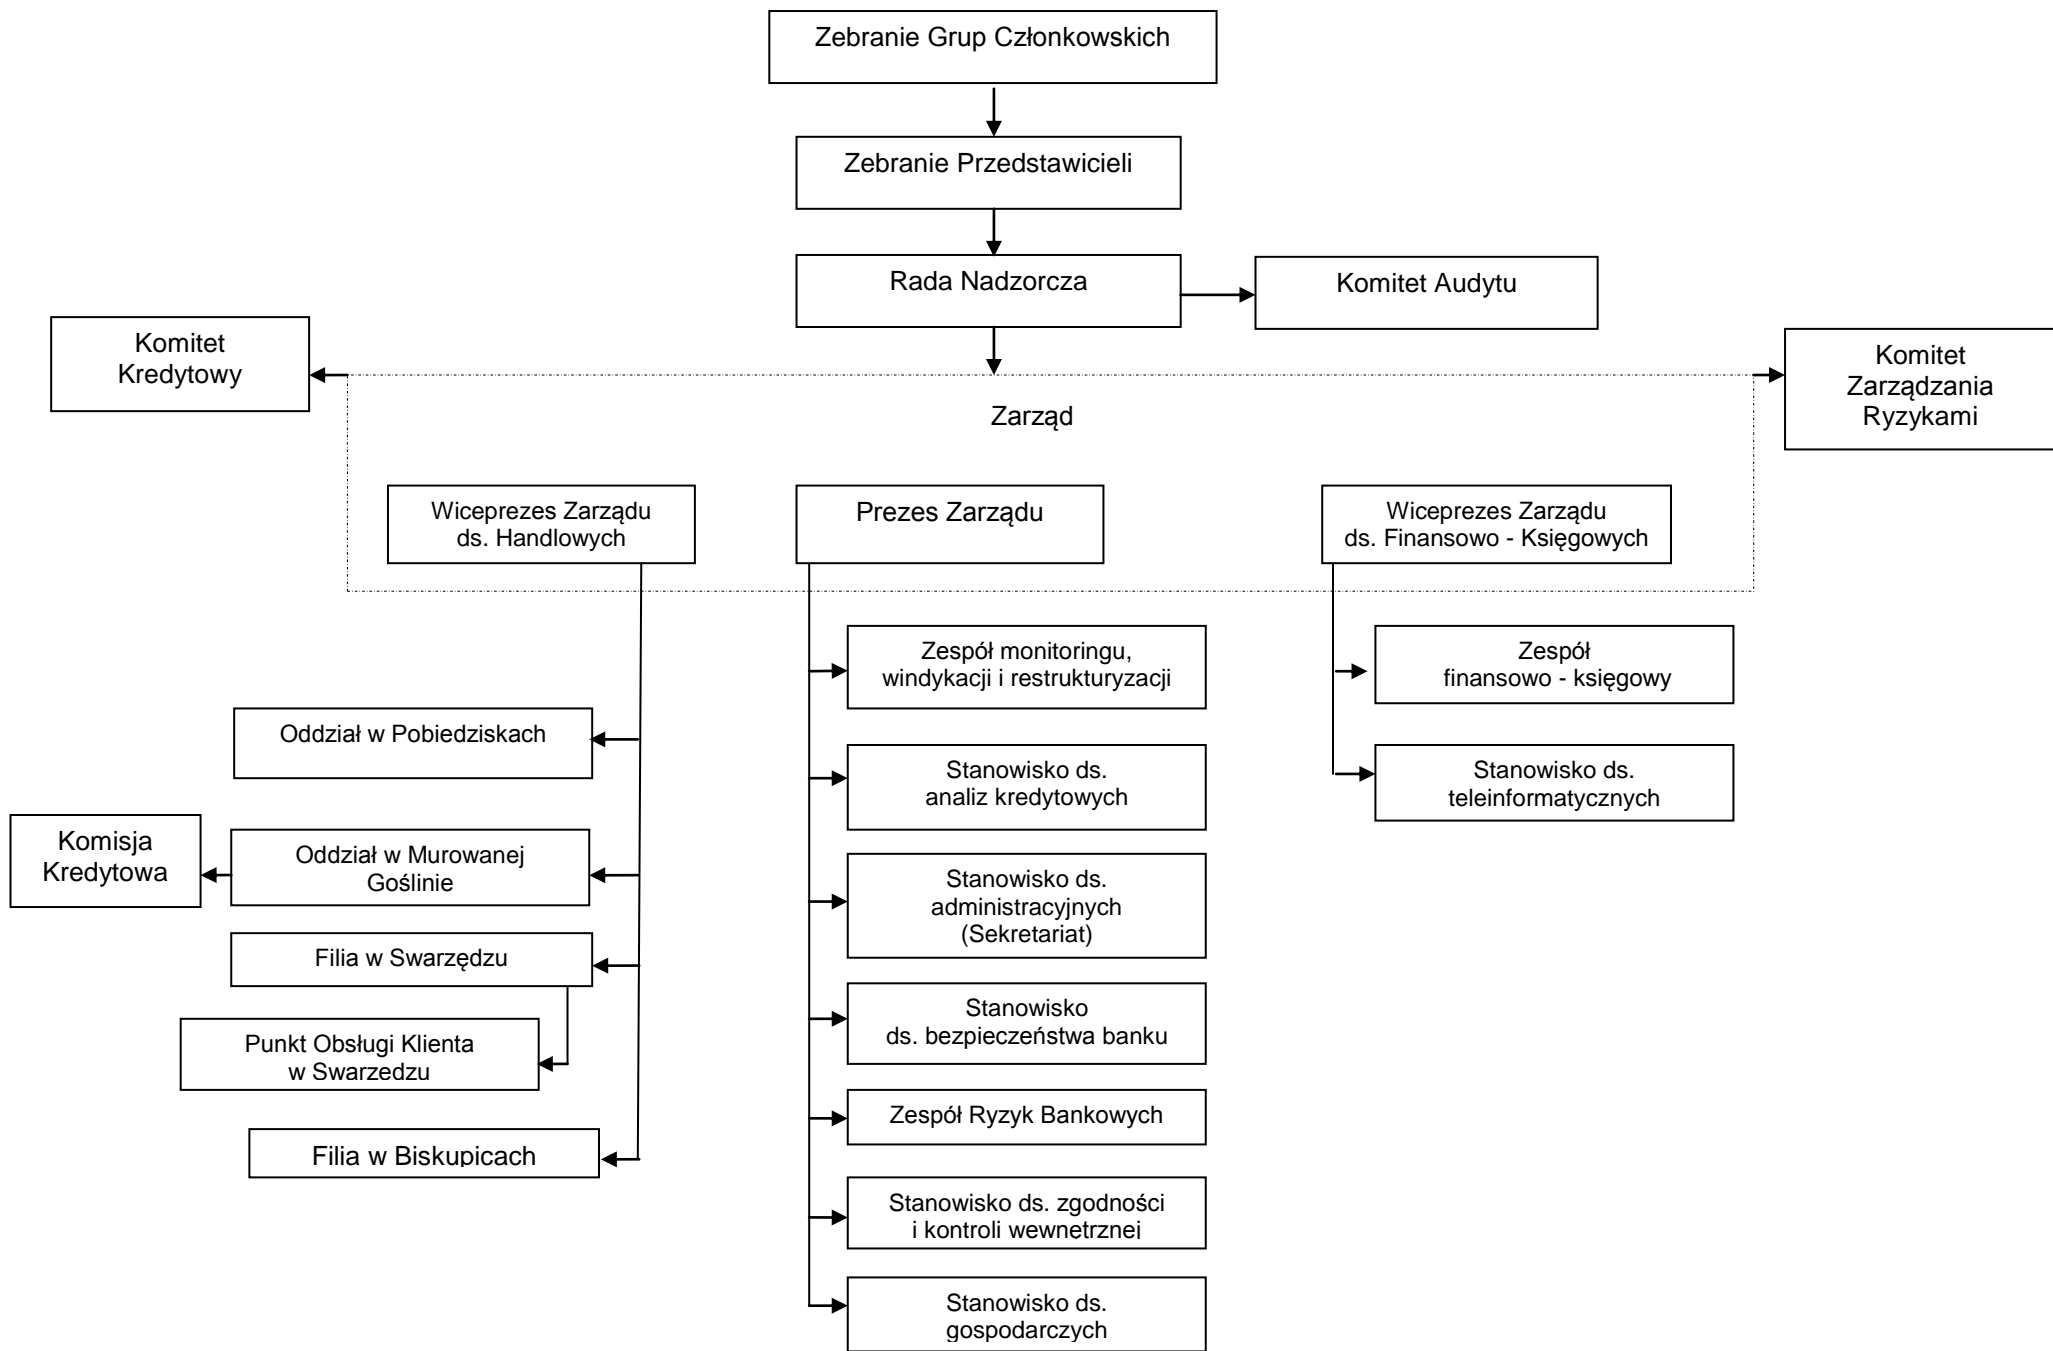 Zebranie Grup Członkowskich
Zebranie Przedstawicieli
Rada Nadzorcza
Komitet Audytu
Komitet
Kredytowy
Komitet
Zarządzania
Ryzykami
Zarząd
Wiceprezes Zarządu
ds. Handlowych
Prezes Zarządu
Wiceprezes Zarządu
ds. Finansowo - Księgowych
Oddział w Pobiedziskach
Komisja
Kredytowa
Oddział w Murowanej
Goślinie
Filia w Swarzędzu
Punkt Obsługi Klienta
w Swarzedzu
Filia w Biskupicach
Zespół monitoringu,
windykacji i restrukturyzacji
Stanowisko ds.
analiz kredytowych
Stanowisko ds.
administracyjnych
(Sekretariat)
Stanowisko
ds. bezpieczeństwa banku
Zespół Ryzyk Bankowych
Stanowisko ds. zgodności
i kontroli wewnętrznej
Stanowisko ds.
gospodarczych
Zespół
finansowo - księgowy
Stanowisko ds.
teleinformatycznych